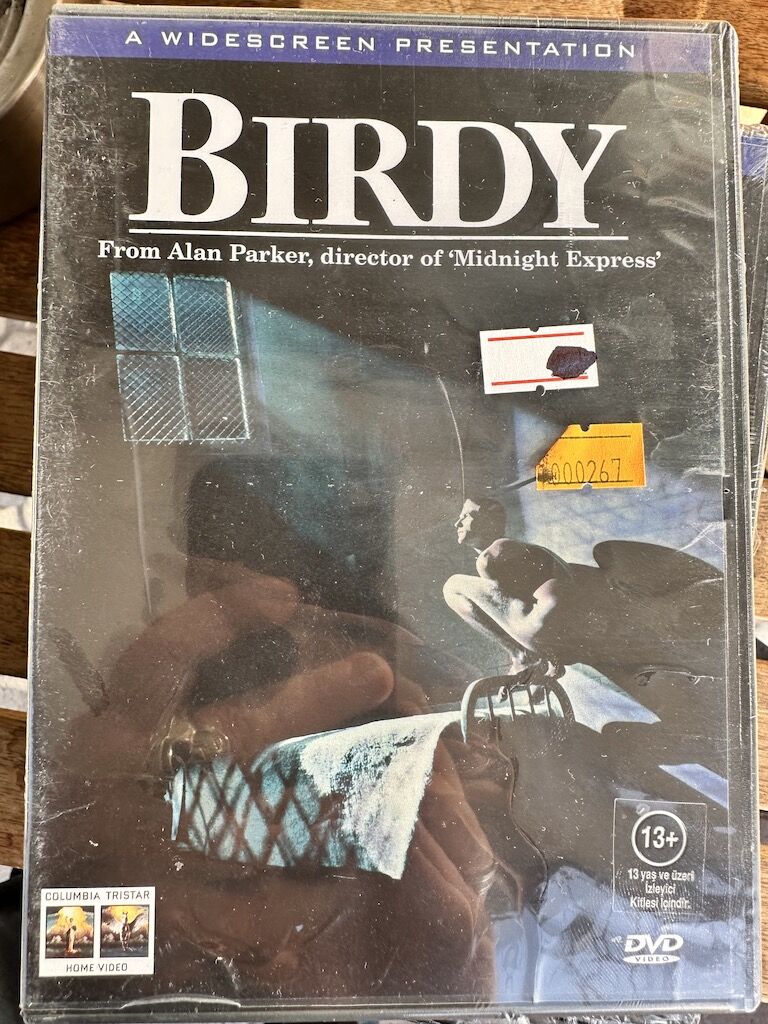 A WIDESCREEN PRESENTATION
BIRDY
From Alan Parker, director of 'Midnight Express'
000267
13+
13 yaş ve üzeri
İzleyici
Kitlesi içindir.
COLUMBIA TRISTAR
HOME VIDEO
DVD
VIDEO